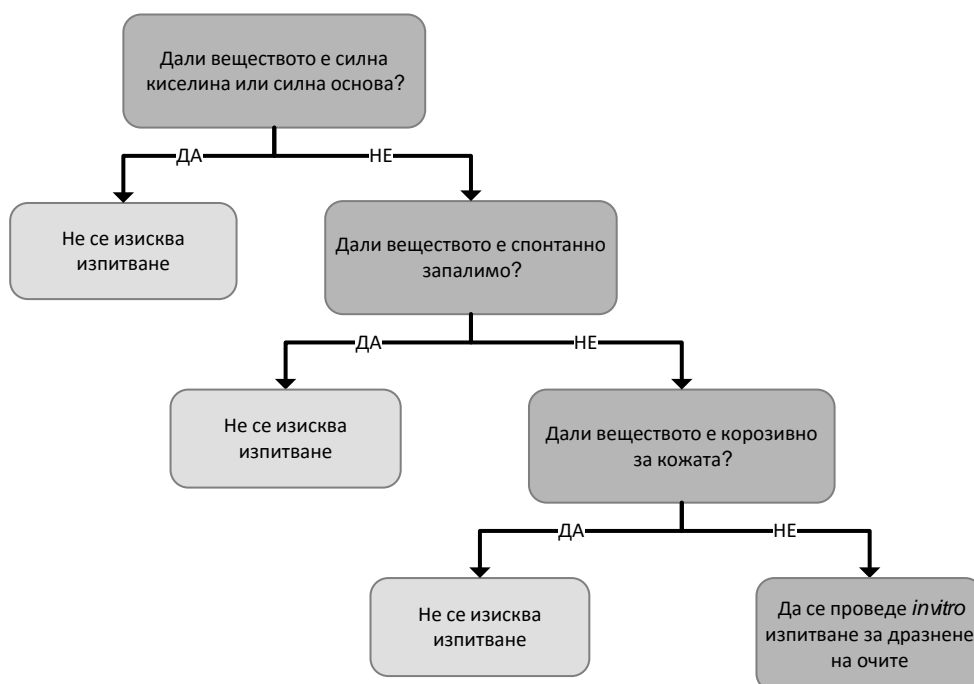 Дали веществото е силна
киселина или силна основа?
ДА
НЕ
Не се изисква
изпитване
Дали веществото е спонтанно
запалимо?
ДА
НЕ
Не се изисква
изпитване
Дали веществото е корозивно
за кожата?
ДА
НЕ
Не се изисква
изпитване
Да се проведе invitro
изпитване за дразнене
на очите